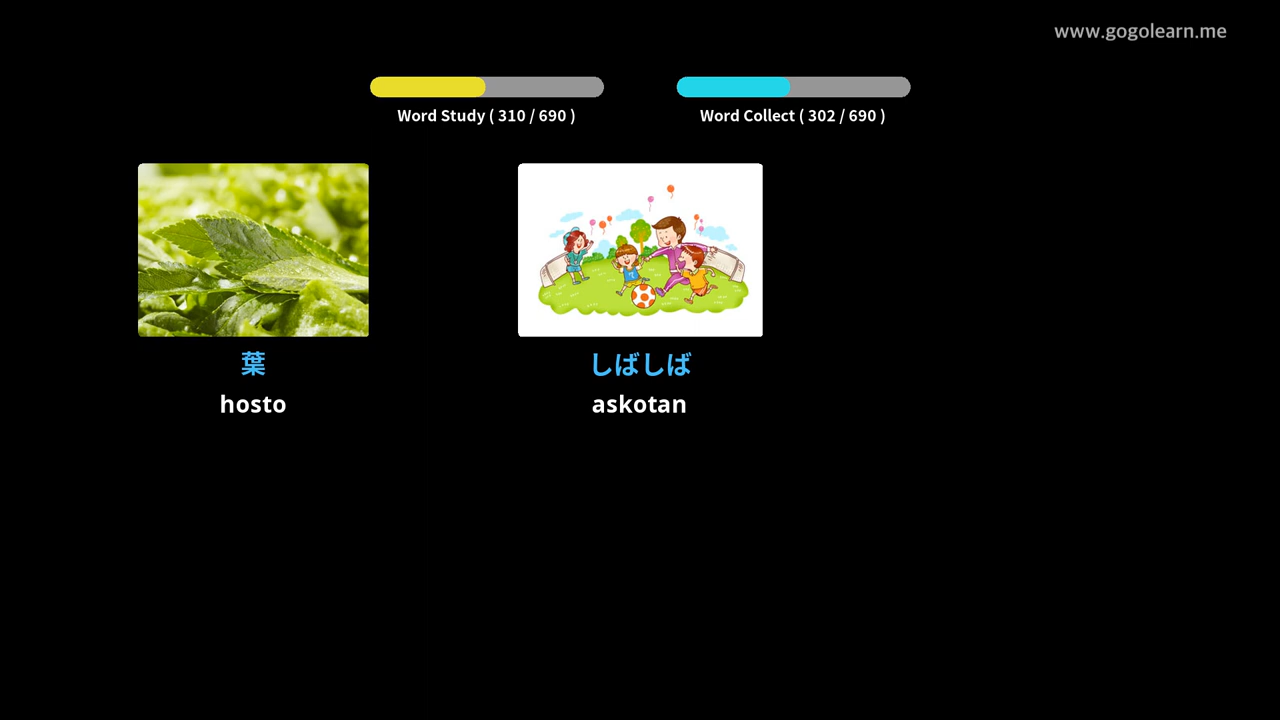 www.gogolearn.me
Word Study ( 310 / 690 )
Word Collect ( 302 / 690 )
葉
hosto
しばしば
askotan